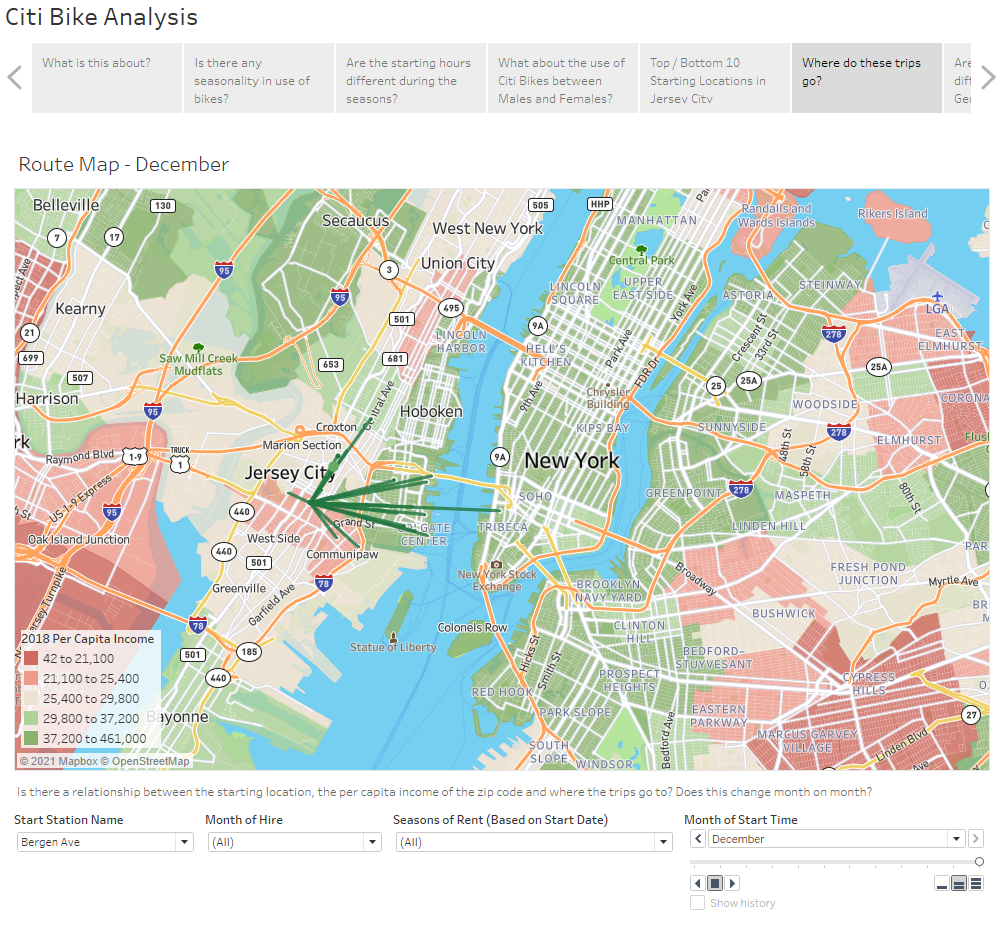 Citi Bike Analysis
What is this about?
Is there any
seasonality in use of
bikes?
Are the starting hours
different during the
seasons?
What about the use of
Citi Bikes between
Males and Females?
Top / Bottom 10
Starting Locations in
Jersey City
Where do these trips
go?
Are
diff
Ge
Route Map - December
Belleville
130
505
HHP
Par
MANHATTAN
Randalls and
Wards Islands
Rikers Island
Secaucus
West New York
7
17
Central Park
95
3
Union City
UPPER
EAST SIDE
LINCOLN
SQUARE
York Ave
ASTORIA
STEINWAY
LGA
Kearny
95
495
501
9A
Crescent St
33rd St
278
EAST
ELMHURST
21
699
LINCOLN
HARBOR
HELL'S
KITCHEN
Park Ave
FDR Dr
Saw Mill Creek
Mudflats
653
681
25A
507
Harrison
95
Central Ave
Hoboken
9th Ave
Chrysler
Building
25
25A
WOODSIDE
CORONA
Croxton
KIPS BAY
SUNNYSIDE
278
48th St
58th St
ELMHURST
Flus
rk
Marion Section
Raymond Blvd
1-9
TRUCK
1
Jersey City
9A
New York
278
80th St
US 1-9 Express
95
440
Grand St
COLGATE
CENTER
SOHO
TRIBECA
GREENPOINT
MASPETH
LINDEN HILL
Oak Island Junction
West Side
440
501
Communipaw
PAR
Greenville
78
New York Stock
Exchange
BROOKLYN
NAVY YARD
Broadway
FRESH POND
JUNCTION
Myrtle Ave
Garfield Ave
BUSHWICK
BR
M
78
Colonels Row
CLINTON
HILL
501
185
Statue of Liberty
Hicks St
Smith St
BEDFORD–
STUYVESANT
440
PROSPECT
HEIGHTS
CYPRESS
HILLS
O.
RED HOOK
Bayonne
PARK SLOPE
EASTERN
PARKWAY
27
Bedford Ave
MARCUS GARVEY
VILLAGE
Linden Blvd
SOUTH
SLOPE
WINDSOR
Ave
2018 Per Capita Income
42 to 21,100
21,100 to 25,400
25,400 to 29,800
29,800 to 37,200
37,200 to 461,000
© 2021 Mapbox © OpenStreetMap
Is there a relationship between the starting location, the per capita income of the zip code and where the trips go to? Does this change month on month?
Start Station Name
Month of Hire
Seasons of Rent (Based on Start Date)
Month of Start Time
Bergen Ave
(All)
(All)
December
Show history